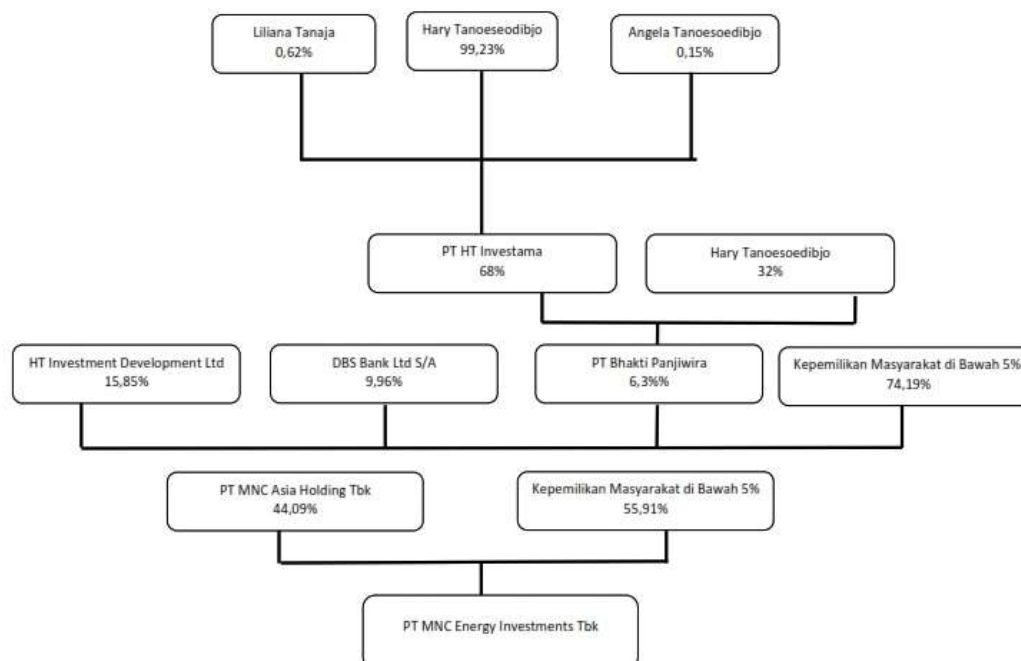 Liliana Tanaja
0,62%
Hary Tanoeseodibjo
99,23%
Angela Tanoesoedibjo
0,15%
PT HT Investama
68%
Hary Tanoesoedibjo
32%
HT Investment Development Ltd
15,85%
DBS Bank Ltd S/A
9,96%
PT Bhakti Panjiwira
6,3%%
Kepemilikan Masyarakat di Bawah 5%
74,19%
PT MNC Asia Holding Tbk
44,09%
Kepemilikan Masyarakat di Bawah 5%
55,91%
PT MNC Energy Investments Tbk